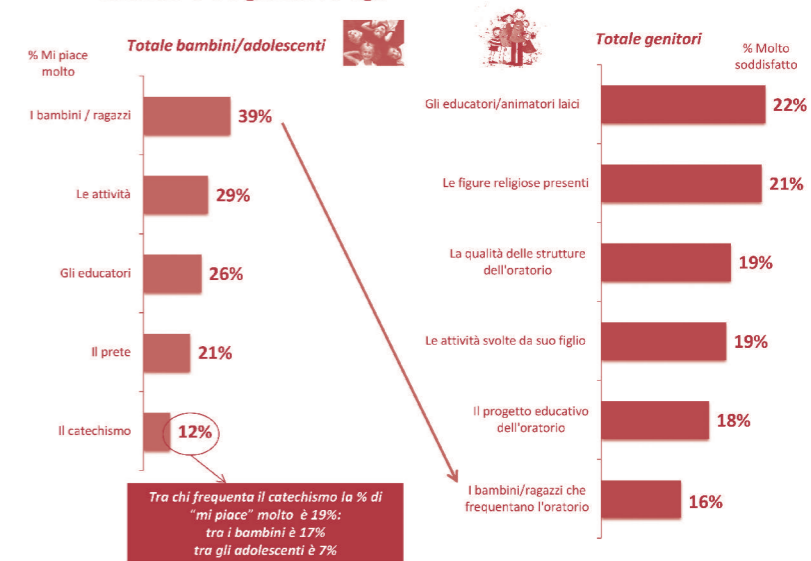 Totale bambini/adolescenti
% Mi piace
molto
I bambini / ragazzi
39%
Le attività
29%
Gli educatori
26%
Il prete
21%
Il catechismo
12%
Tra chi frequenta il catechismo la % di
“mi piace” molto è 19%:
tra i bambini è 17%
tra gli adolescenti è 7%
Totale genitori
% Molto
soddisfatto
Gli educatori/animatori laici
22%
Le figure religiose presenti
21%
La qualità delle strutture
dell'oratorio
19%
Le attività svolte da suo figlio
19%
Il progetto educativo
dell'oratorio
18%
I bambini/ragazzi che
frequentano l'oratorio
16%